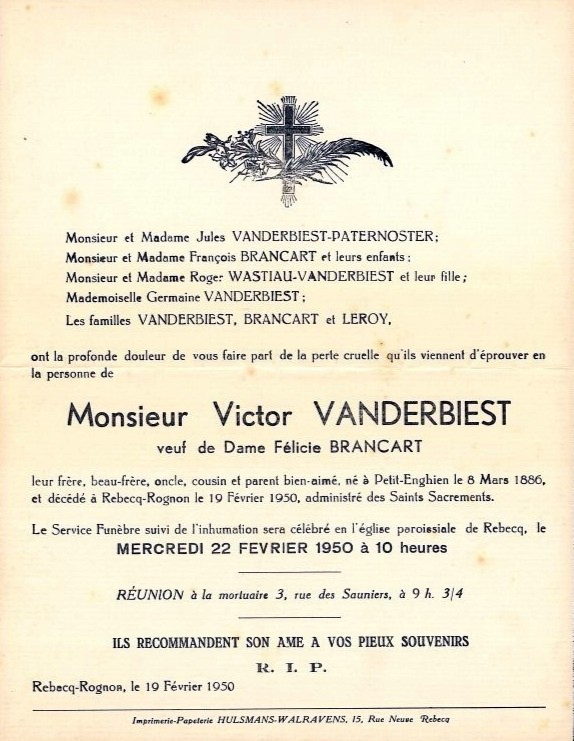 Monsieur et Madame Jules VANDERBIEST-PATERNOSTER;
Monsieur et Madame François BRANCART et leurs enfants;
Monsieur et Madame Roger WASTIAU-VANDERBIEST et leur fille;
Mademoiselle Germaine VANDERBIEST;
Les familles VANDERBIEST, BRANCART et LEROY,
ont la profonde douleur de vous faire part de la perte cruelle qu'ils viennent d'éprouver en
la personne de
Monsieur Victor VANDERBIEST
veuf de Dame Félicie BRANCART
leur frère, beau-frère, oncle, cousin et parent bien-aimé, né à Petit-Enghien le 8 Mars 1886,
et décédé à Rebecq-Rognon le 19 Février 1950, administré des Saints Sacrements.
Le Service Funèbre suivi de l'inhumation sera célébré en l'église paroissiale de Rebecq, le
MERCREDI 22 FEVRIER 1950 à 10 heures
RÉUNION à la mortuaire 3, rue des Sauniers, à 9 h. 3/4
ILS RECOMMANDENT SON AME A VOS PIEUX SOUVENIRS
R. I. P.
Rebecq-Rognon, le 19 Février 1950
Imprimerie-Papeterie HULSMANS-WALRAVENS, 15, Rue Neuve Rebecq